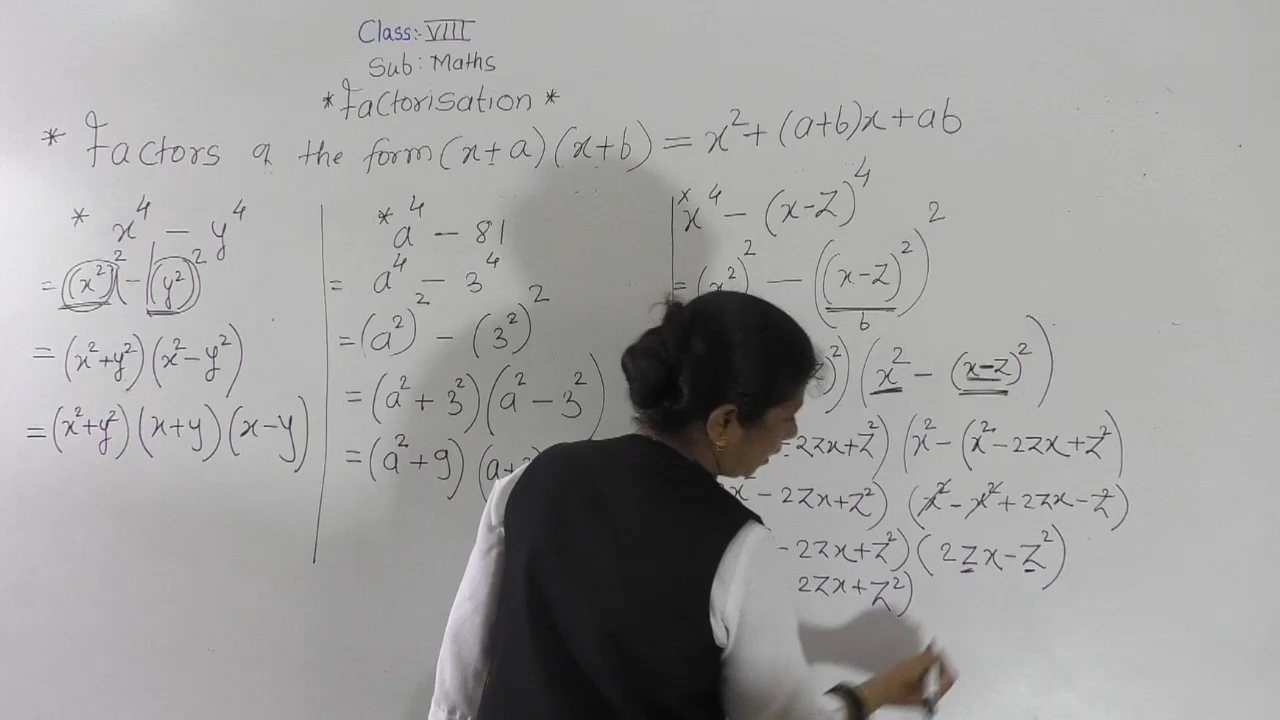 Class:- VIII
Sub: Maths
*Factorisation*
* Factors of the form (x+a)(x+b) = x²+(a+b)x+ab
* x⁴ - y⁴
= (x²)² - (y²)²
= (x²+y²)(x²-y²)
= (x²+y²)(x+y)(x-y)
* a⁴ - 81
= a⁴ - 3⁴
= (a²)² - (3²)²
= (a²+3²)(a²-3²)
= (a²+9)(a+
* x⁴ - (x-z)⁴
= (x²)² - ((x-z)²)²
b
)(x² - (x-z)²)
-2zx+z²)(x²-(x²-2zx+z²)
x - 2zx+z²)(x²-x²+2zx-z²)
- 2zx+z²)(2zx-z²)
2zx+z²)